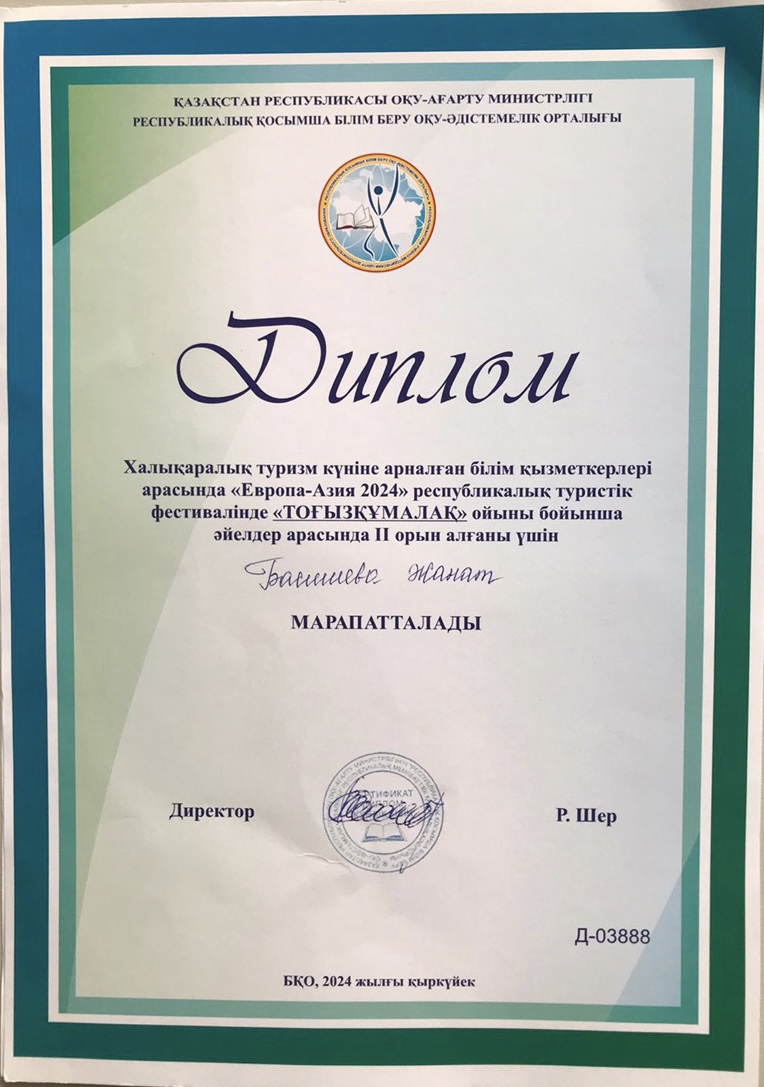 ҚАЗАҚСТАН РЕСПУБЛИКАСЫ ОҚУ-АҒАРТУ МИНИСТРЛІГІ
РЕСПУБЛИКАЛЫҚ ҚОСЫМША БІЛІМ БЕРУ ОҚУ-ӘДІСТЕМЕЛІК ОРТАЛЫҒЫ
Диплом
Халықаралық туризм күніне арналған білім қызметкерлері
арасында «Европа-Азия 2024» республикалық туристік
фестивалінде «ТОҒЫЗҚҰМАЛАҚ» ойыны бойынша
әйелдер арасында II орын алғаны үшін
Жанат
МАРАПАТТАЛАДЫ
Директор
Р. Шер
Д-03888
БҚО, 2024 жылғы қыркүйек